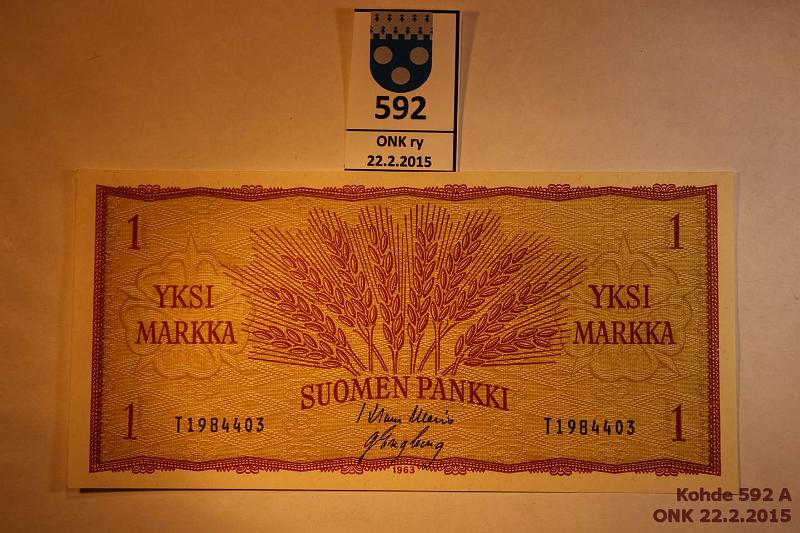 592
ONK ry
22.2.2015
1 1
YKSI YKSI
MARKKA MARKKA
SUOMEN PANKKI
1 T1984403 T1984403 1
1963
Kohde 592 A
ONK 22.2.2015